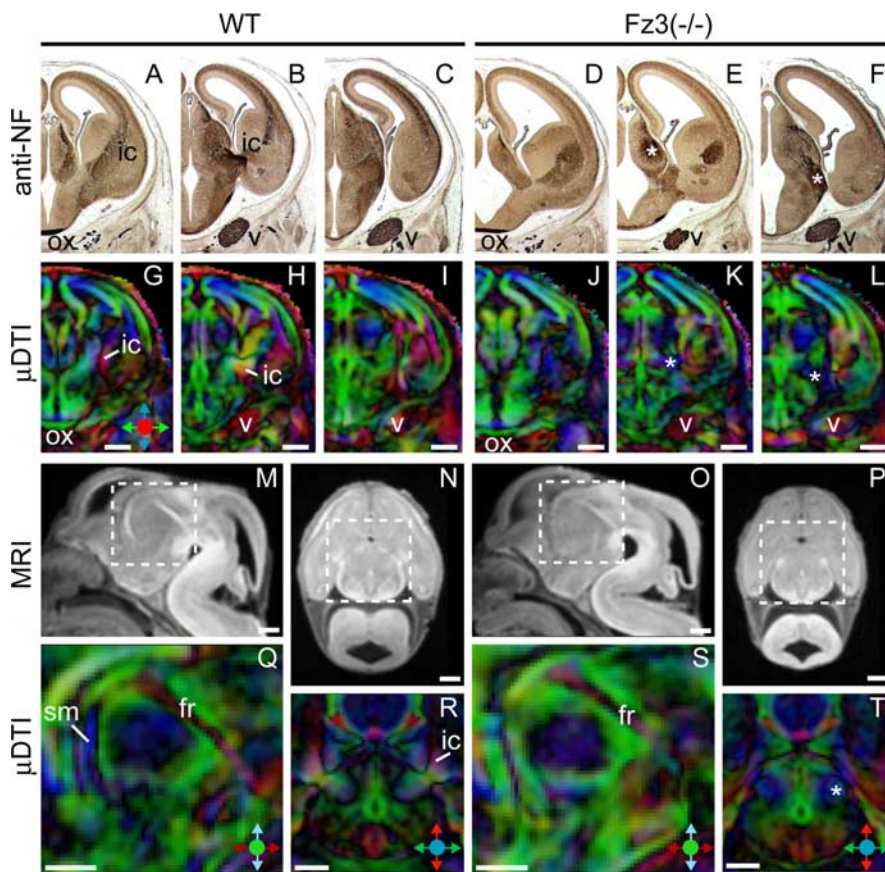 WT Fz3(-/-)
anti-NF
A B C D E F
ic ic * *
ox v v ox v v
μDTI
G H I J K L
ic ic * *
ox v v ox v v
MRI
M N O P
μDTI
Q R S T
sm fr ic fr *